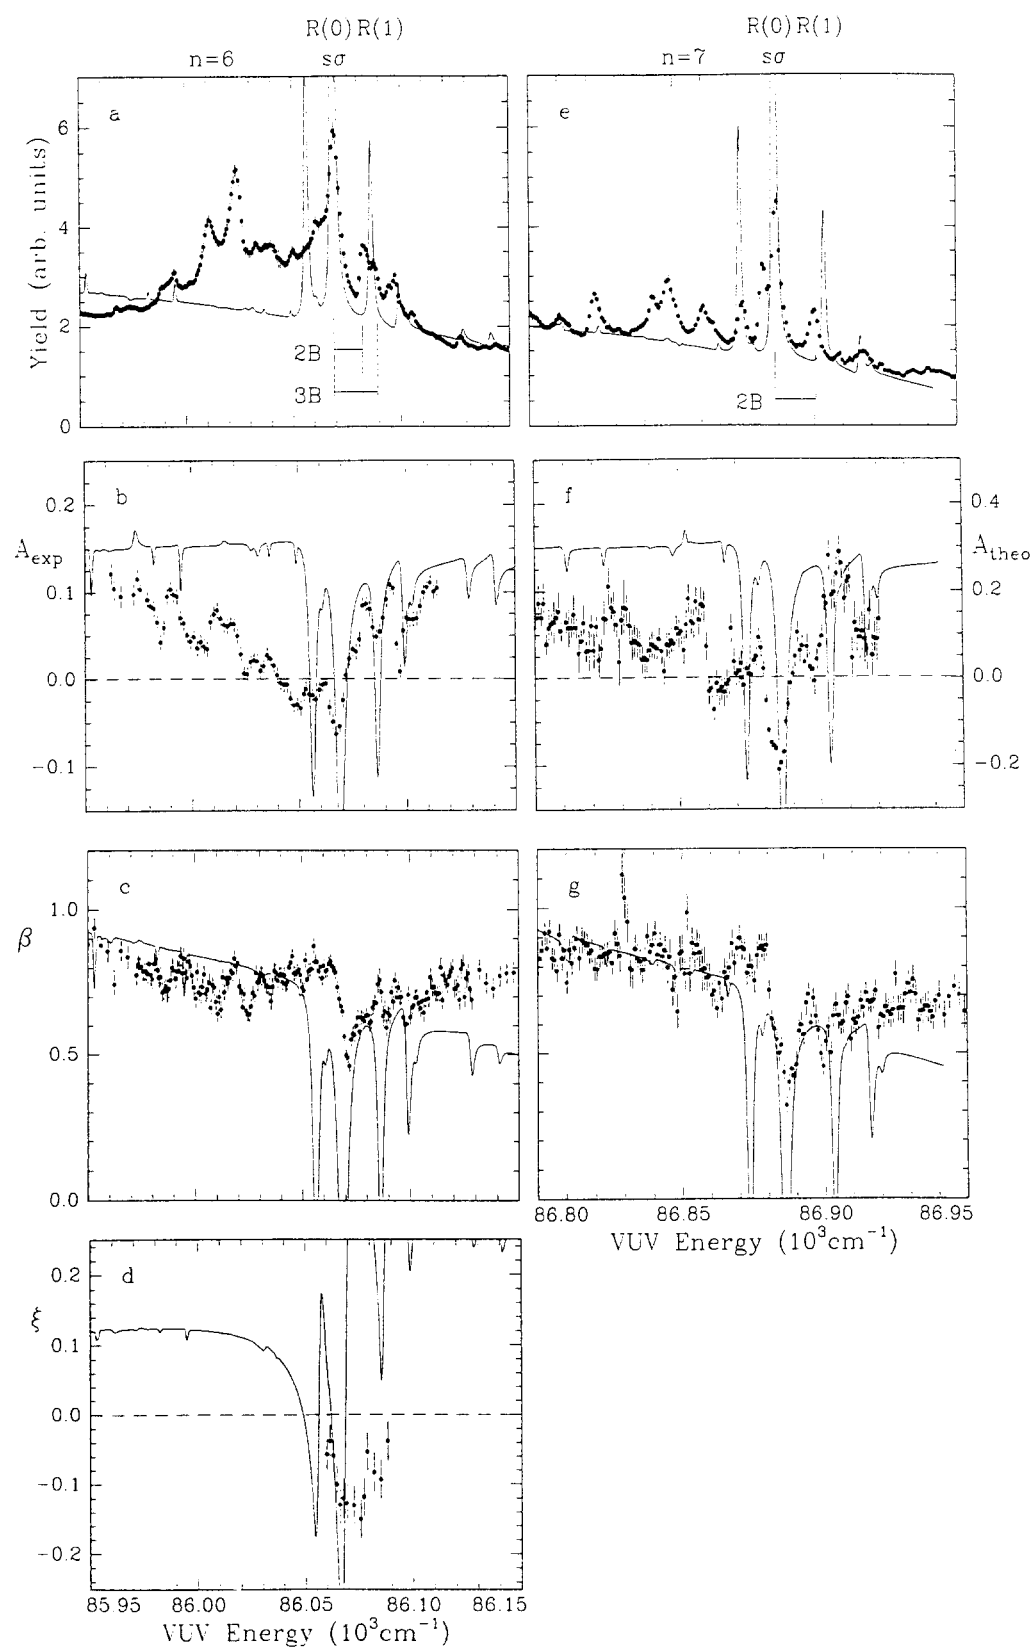 R(0) R(1)
R(0) R(1)
n=6
sσ
n=7
sσ
a
e
6
4
2
0
Yield (arb. units)
2B
3B
2B
b
f
0.2
0.1
0.0
−0.1
A_exp
0.4
0.2
0.0
−0.2
A_theo
c
g
1.0
0.5
0.0
β
86.80
86.85
86.90
86.95
VUV Energy (10³cm⁻¹)
d
0.2
0.1
0.0
−0.1
−0.2
ξ
85.95
86.00
86.05
86.10
86.15
VUV Energy (10³cm⁻¹)